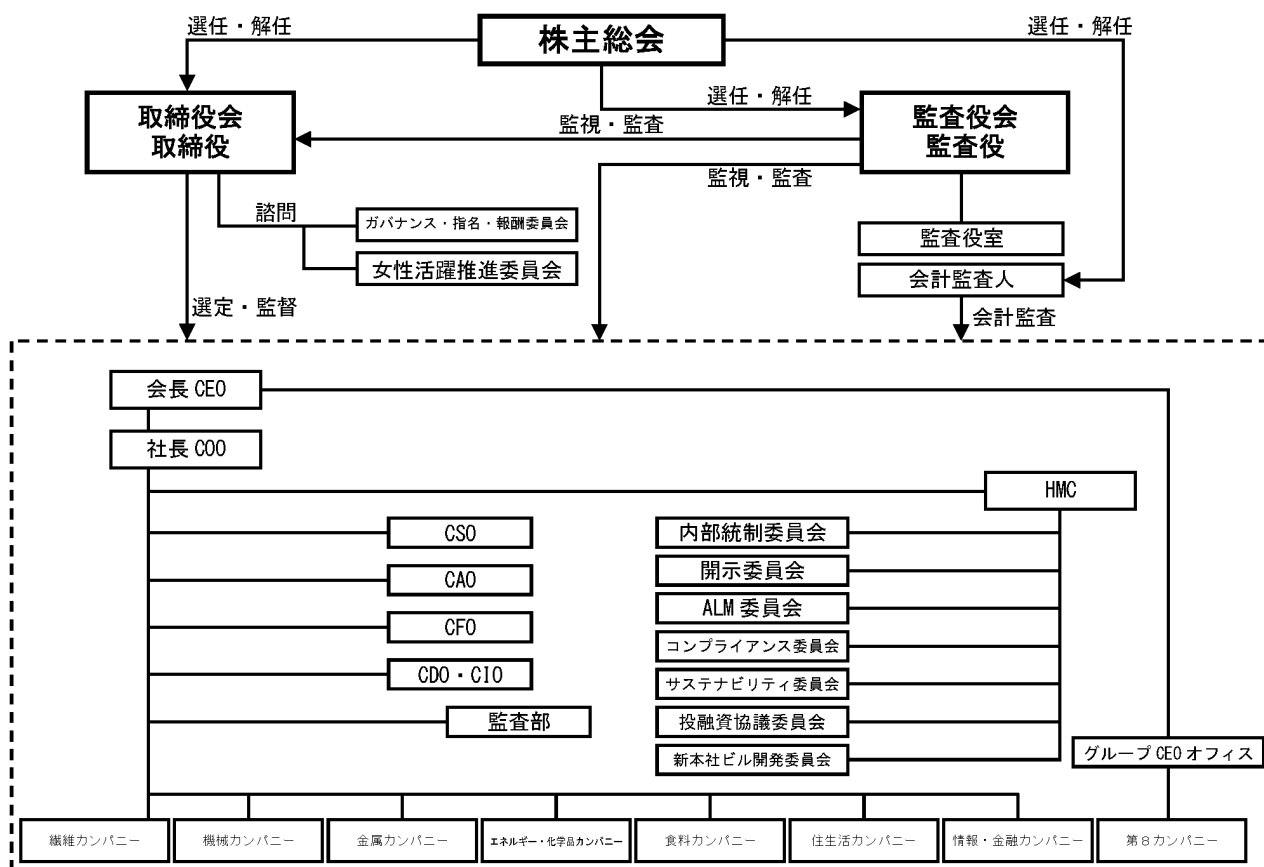 選任・解任
株主総会
選任・解任
選任・解任
取締役会
取締役
監視・監査
監査役会
監査役
監視・監査
諮問
ガバナンス・指名・報酬委員会
監査役室
女性活躍推進委員会
会計監査人
選定・監督
会計監査
会長 CEO
社長 COO
HMC
CSO
内部統制委員会
CAO
開示委員会
ALM 委員会
CFO
コンプライアンス委員会
CDO・CIO
サステナビリティ委員会
監査部
投融資協議委員会
新本社ビル開発委員会
グループ CEO オフィス
繊維カンパニー
機械カンパニー
金属カンパニー
エネルギー・化学品カンパニー
食料カンパニー
住生活カンパニー
情報・金融カンパニー
第８カンパニー